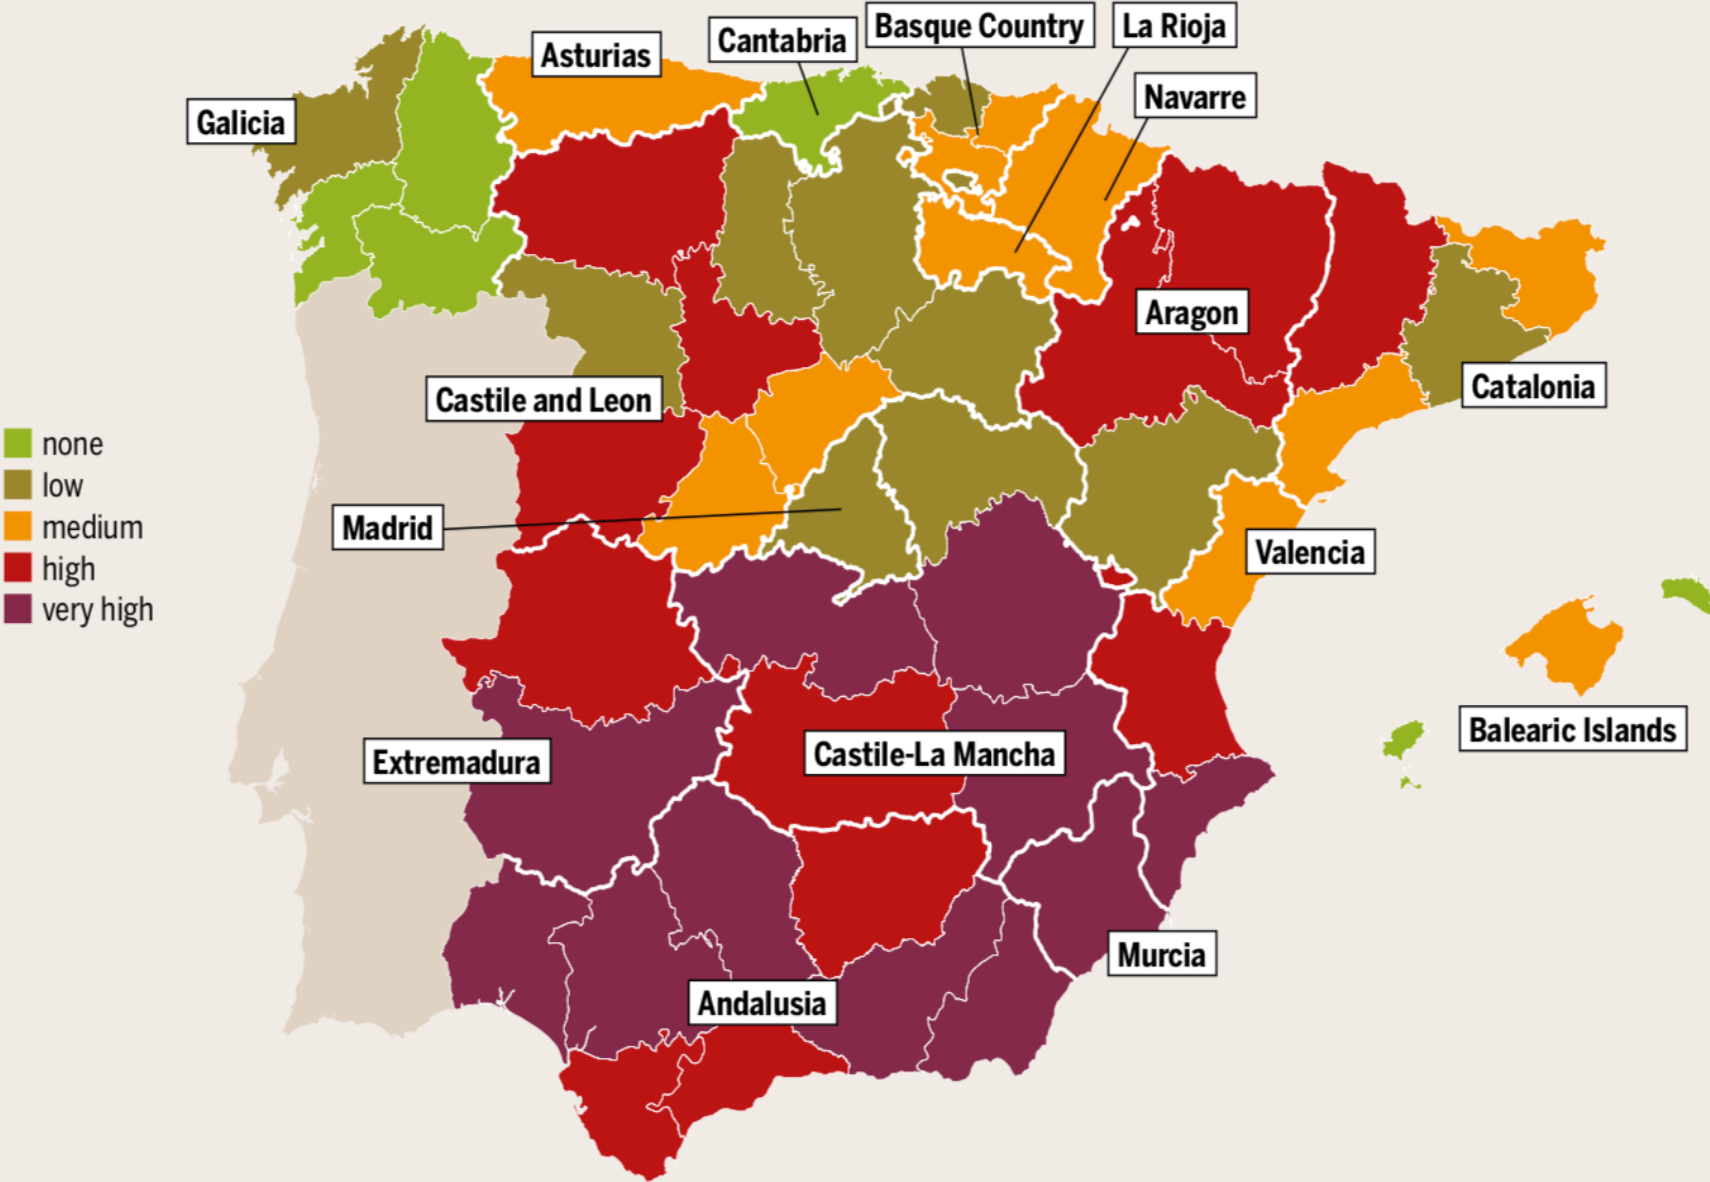 Basque Country
La Rioja
Cantabria
Asturias
Navarre
Galicia
Aragon
Catalonia
Castile and Leon
none
low
medium
high
very high
Madrid
Valencia
Balearic Islands
Castile-La Mancha
Extremadura
Murcia
Andalusia